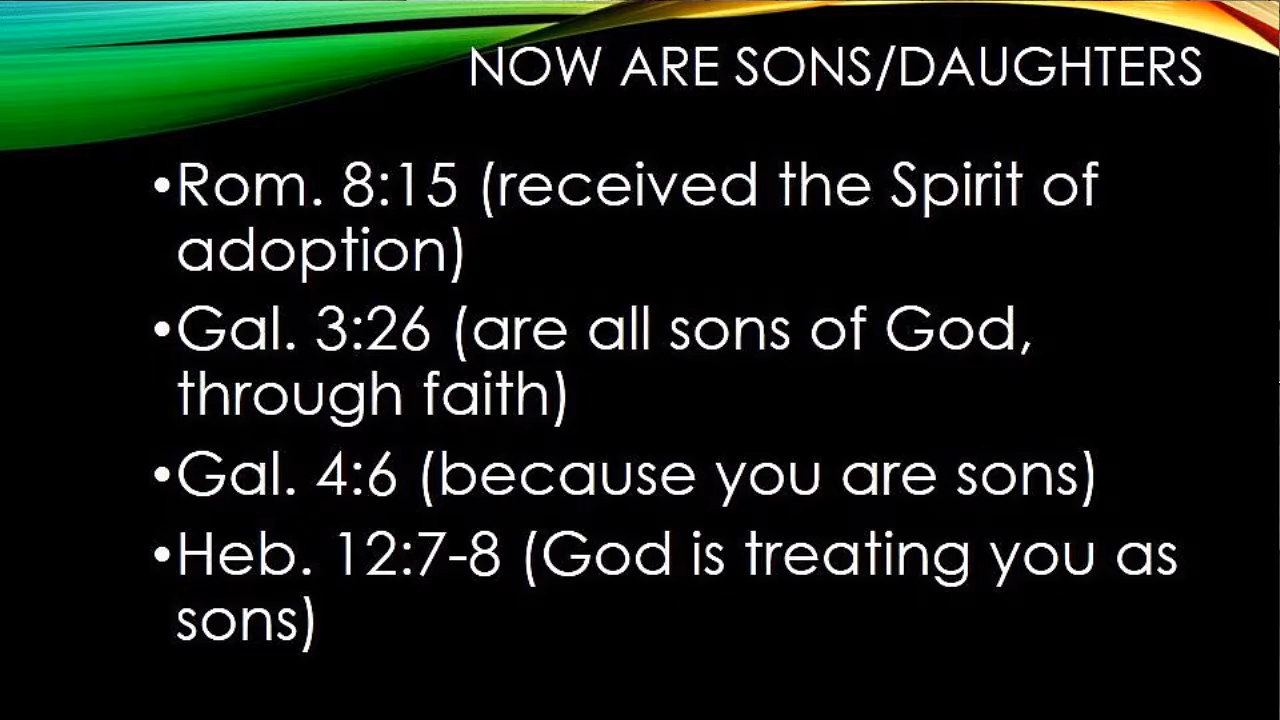 NOW ARE SONS/DAUGHTERS
•Rom. 8:15 (received the Spirit of
adoption)
•Gal. 3:26 (are all sons of God,
through faith)
•Gal. 4:6 (because you are sons)
•Heb. 12:7-8 (God is treating you as
sons)